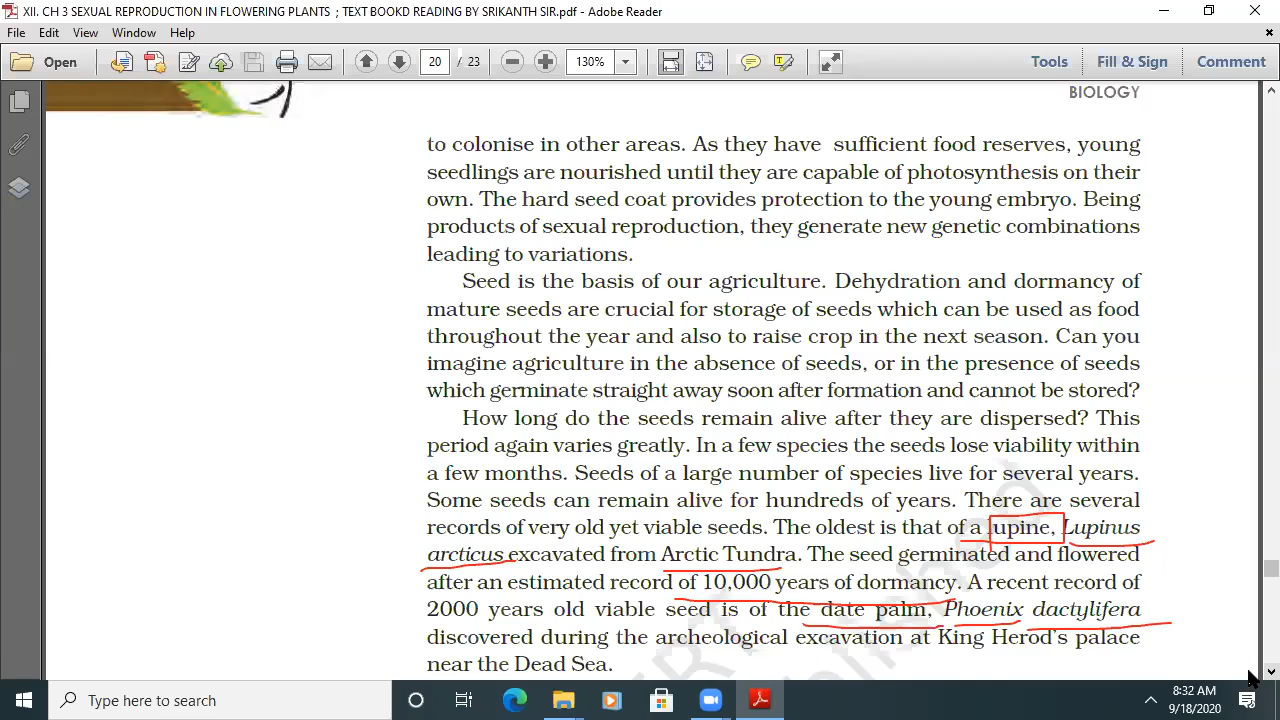 XII. CH 3 SEXUAL REPRODUCTION IN FLOWERING PLANTS ; TEXT BOOKD READING BY SRIKANTH SIR.pdf - Adobe Reader
File Edit View Window Help
Open 20 / 23 130% Tools Fill & Sign Comment
BIOLOGY
to colonise in other areas. As they have sufficient food reserves, young
seedlings are nourished until they are capable of photosynthesis on their
own. The hard seed coat provides protection to the young embryo. Being
products of sexual reproduction, they generate new genetic combinations
leading to variations.
Seed is the basis of our agriculture. Dehydration and dormancy of
mature seeds are crucial for storage of seeds which can be used as food
throughout the year and also to raise crop in the next season. Can you
imagine agriculture in the absence of seeds, or in the presence of seeds
which germinate straight away soon after formation and cannot be stored?
How long do the seeds remain alive after they are dispersed? This
period again varies greatly. In a few species the seeds lose viability within
a few months. Seeds of a large number of species live for several years.
Some seeds can remain alive for hundreds of years. There are several
records of very old yet viable seeds. The oldest is that of a lupine, Lupinus
arcticus excavated from Arctic Tundra. The seed germinated and flowered
after an estimated record of 10,000 years of dormancy. A recent record of
2000 years old viable seed is of the date palm, Phoenix dactylifera
discovered during the archeological excavation at King Herod's palace
near the Dead Sea.
Type here to search
8:32 AM
9/18/2020